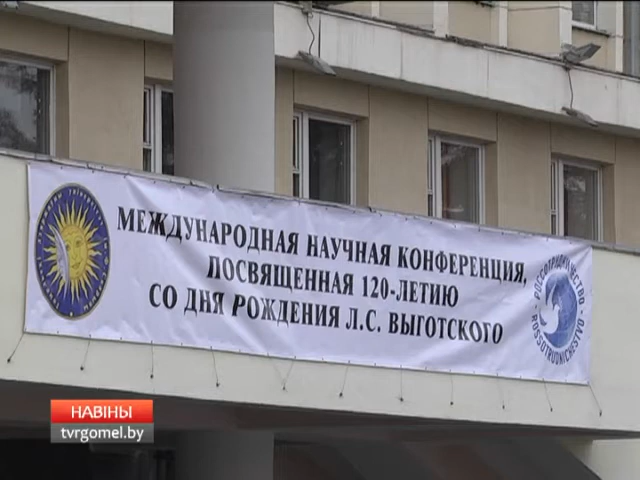 МЕЖДУНАРОДНАЯ НАУЧНАЯ КОНФЕРЕНЦИЯ,
ПОСВЯЩЕННАЯ 120-ЛЕТИЮ
СО ДНЯ РОЖДЕНИЯ Л.С. ВЫГОТСКОГО
РОССОТРУДНИЧЕСТВО
ROSSOTRUDNICHESTVO
НАВІНЫ
tvrgomel.by